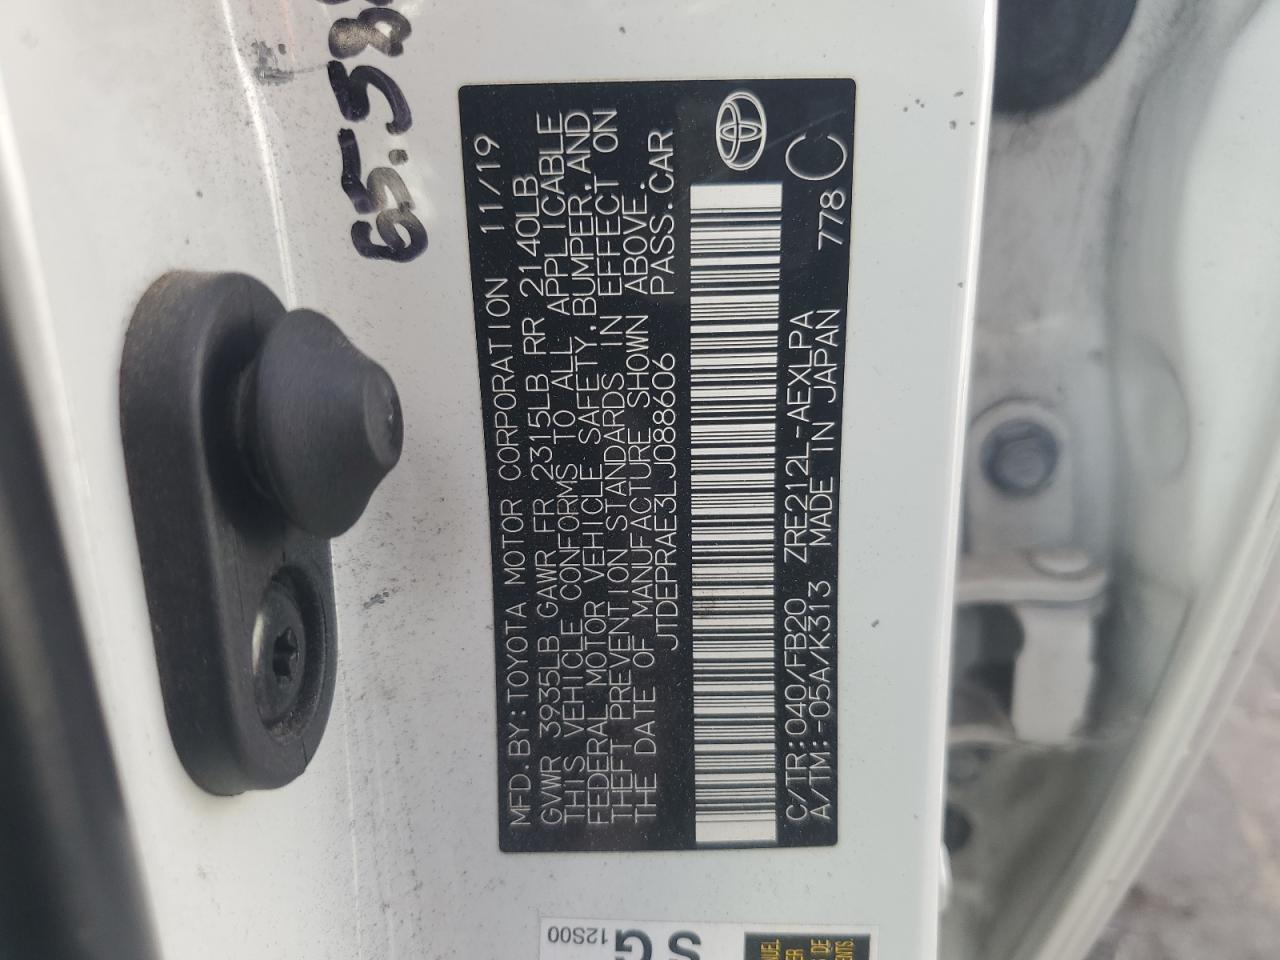 MFD.BY:TOYOTA MOTOR CORPORATION 11/19
GVWR 3935LB GAWR FR 2315LB RR 2140LB
THIS VEHICLE CONFORMS TO ALL APPLICABLE
FEDERAL MOTOR VEHICLE SAFETY,BUMPER,AND
THEFT PREVENTION STANDARDS IN EFFECT ON
THE DATE OF MANUFACTURE SHOWN ABOVE.
JTDEPRAE3LJ088606 PASS.CAR
C/TR:040/FB20 ZRE212L-AEXLPA 778
A/TM:-05A/K313 MADE IN JAPAN C
12S00